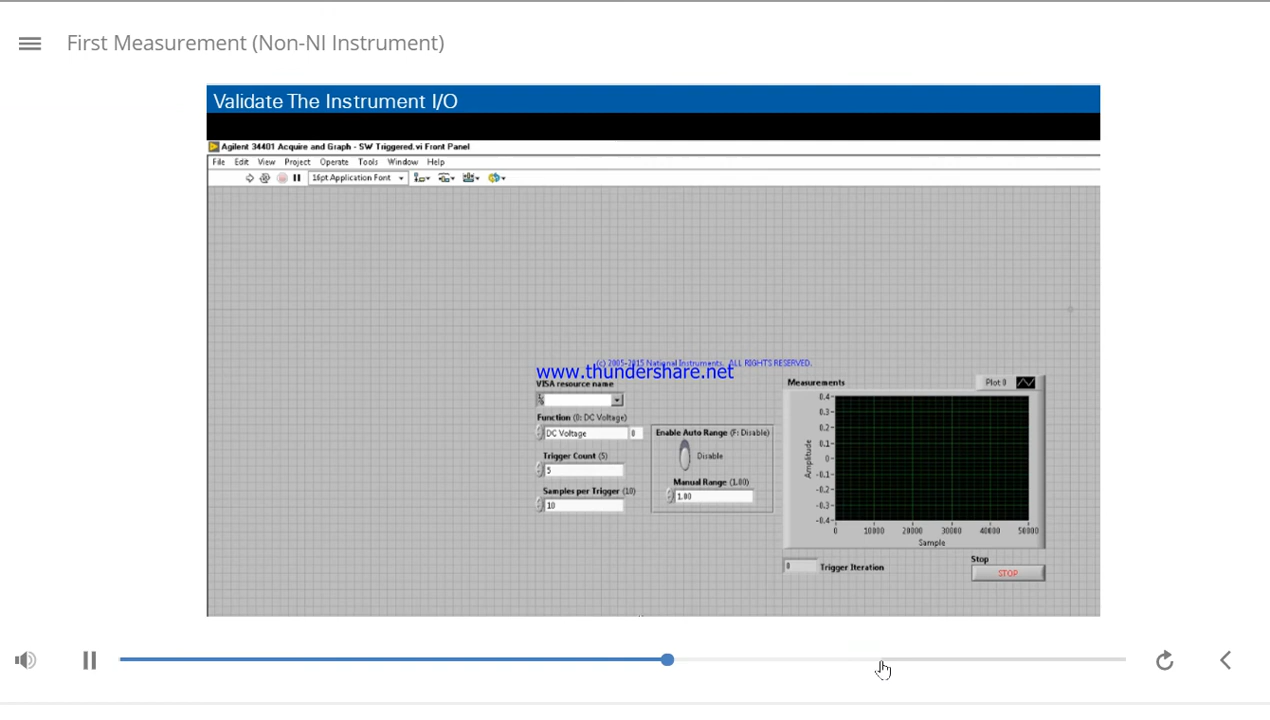 First Measurement (Non-NI Instrument)
Validate The Instrument I/O
Agilent 34401 Acquire and Graph - SW Triggered.vi Front Panel
File Edit View Project Operate Tools Window Help
16pt Application Font
(c) 2005-2015 National Instruments. ALL RIGHTS RESERVED.
www.thundershare.net
VISA resource name
Measurements
Plot 0
Function (0: DC Voltage)
DC Voltage 0
Enable Auto Range (F: Disable)
Disable
Trigger Count (5)
5
Manual Range (1.00)
1.00
Samples per Trigger (10)
10
Amplitude
0.4
0.3
0.2
0.1
0
-0.1
-0.2
-0.3
-0.4
0 10000 20000 30000 40000 50000
Sample
0 Trigger Iteration
Stop
STOP